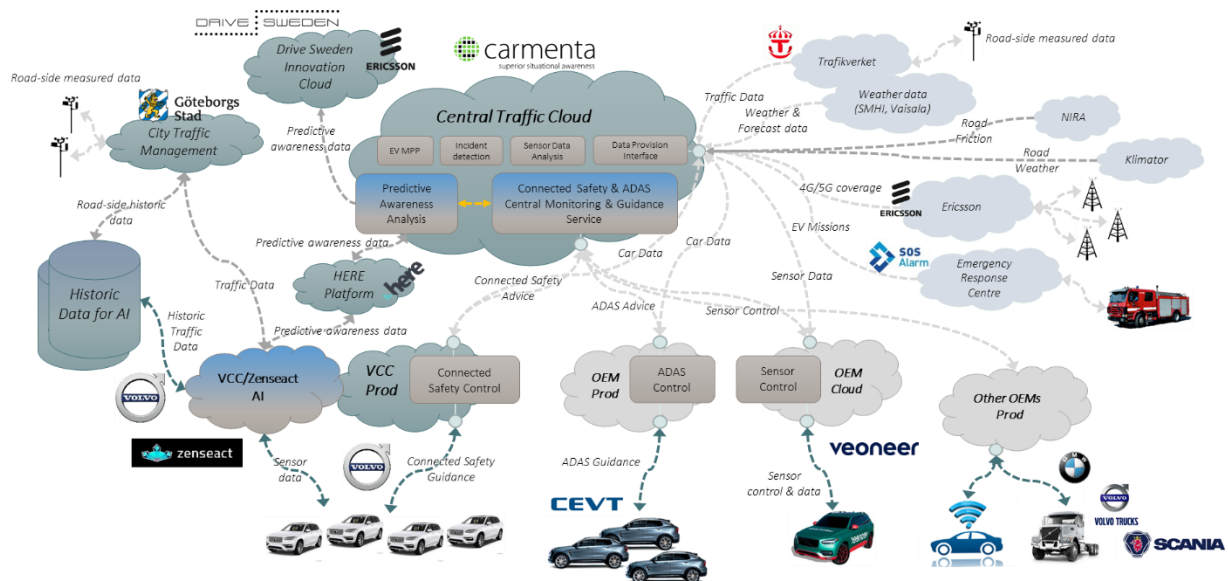 DRIVE SWEDEN
Drive Sweden
Innovation
Cloud
ERICSSON
carmenta
superior situational awareness
Road-side measured data
Trafikverket
Weather data
(SMHI, Vaisala)
Traffic Data
Weather &
Forecast data
NIRA
Road
Friction
Klimator
Road
Weather
4G/5G coverage
ERICSSON
Ericsson
EV Missions
SOS
Alarm
Emergency
Response
Centre
Road-side measured data
Göteborgs
Stad
City Traffic
Management
Predictive
awareness data
Central Traffic Cloud
EV MPP
Incident
detection
Sensor Data
Analysis
Data Provision
Interface
Predictive
Awareness
Analysis
Connected Safety & ADAS
Central Monitoring & Guidance
Service
Road-side historic
data
Predictive awareness data
HERE
Platform
here
Traffic Data
Connected Safety
Advice
Car Data
Car Data
ADAS Advice
Sensor Data
Sensor Control
Historic
Data for AI
Historic
Traffic
Data
Predictive awareness data
VOLVO
VCC/Zenseact
AI
VCC
Prod
Connected
Safety Control
OEM
Prod
ADAS
Control
Sensor
Control
OEM
Cloud
Other OEMs
Prod
zenseact
Sensor
data
VOLVO
Connected Safety
Guidance
ADAS Guidance
CEVT
Sensor
control & data
veoneer
BMW
VOLVO
VOLVO TRUCKS
SCANIA